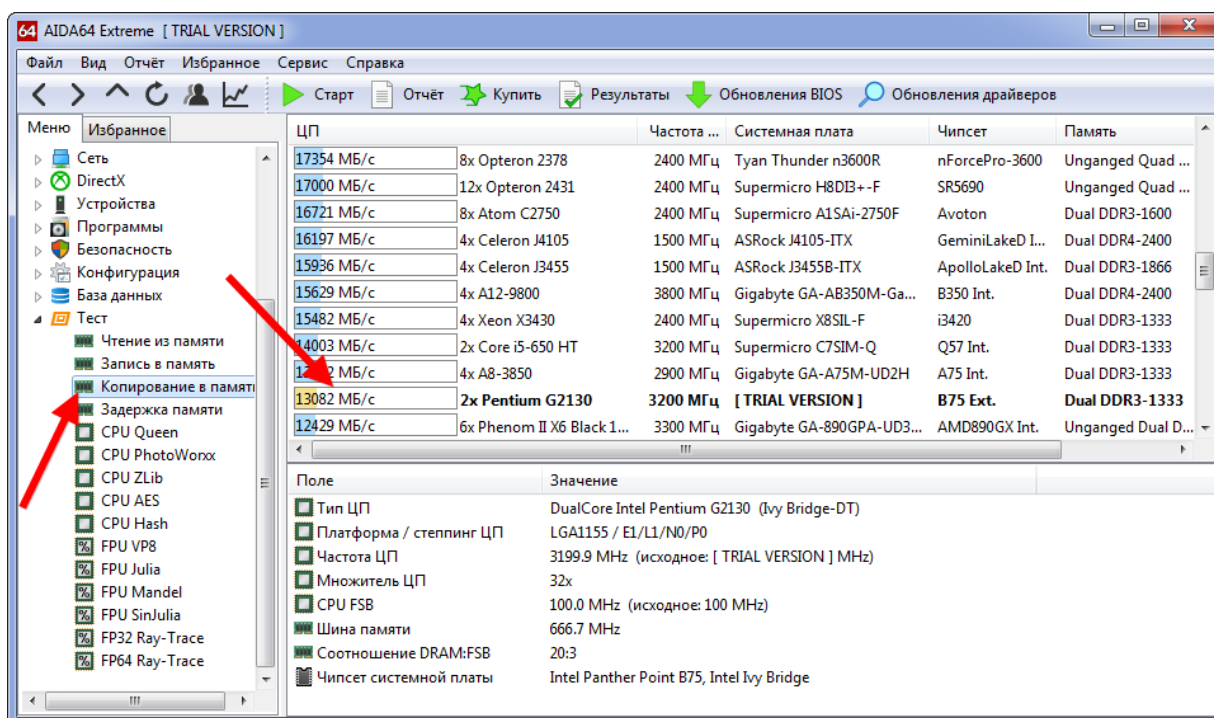 64 AIDA64 Extreme [ TRIAL VERSION ]
Файл Вид Отчёт Избранное Сервис Справка
Старт Отчёт Купить Результаты Обновления BIOS Обновления драйверов
Меню Избранное
Сеть
DirectX
Устройства
Программы
Безопасность
Конфигурация
База данных
Тест
Чтение из памяти
Запись в память
Копирование в памят
Задержка памяти
CPU Queen
CPU PhotoWorxx
CPU ZLib
CPU AES
CPU Hash
FPU VP8
FPU Julia
FPU Mandel
FPU SinJulia
FP32 Ray-Trace
FP64 Ray-Trace
ЦП Частота ... Системная плата Чипсет Память
17354 МБ/с 8x Opteron 2378 2400 МГц Tyan Thunder n3600R nForcePro-3600 Unganged Quad ...
17000 МБ/с 12x Opteron 2431 2400 МГц Supermicro H8DI3+-F SR5690 Unganged Quad ...
16721 МБ/с 8x Atom C2750 2400 МГц Supermicro A1SAi-2750F Avoton Dual DDR3-1600
16197 МБ/с 4x Celeron J4105 1500 МГц ASRock J4105-ITX GeminiLakeD I... Dual DDR4-2400
15936 МБ/с 4x Celeron J3455 1500 МГц ASRock J3455B-ITX ApolloLakeD Int. Dual DDR3-1866
15629 МБ/с 4x A12-9800 3800 МГц Gigabyte GA-AB350M-Ga... B350 Int. Dual DDR4-2400
15482 МБ/с 4x Xeon X3430 2400 МГц Supermicro X8SIL-F i3420 Dual DDR3-1333
14003 МБ/с 2x Core i5-650 HT 3200 МГц Supermicro C7SIM-Q Q57 Int. Dual DDR3-1333
МБ/с 4x A8-3850 2900 МГц Gigabyte GA-A75M-UD2H A75 Int. Dual DDR3-1333
13082 МБ/с 2x Pentium G2130 3200 МГц [ TRIAL VERSION ] B75 Ext. Dual DDR3-1333
12429 МБ/с 6x Phenom II X6 Black 1... 3300 МГц Gigabyte GA-890GPA-UD3... AMD890GX Int. Unganged Dual D...
Поле Значение
Тип ЦП DualCore Intel Pentium G2130 (Ivy Bridge-DT)
Платформа / степпинг ЦП LGA1155 / E1/L1/N0/P0
Частота ЦП 3199.9 MHz (исходное: [ TRIAL VERSION ] MHz)
Множитель ЦП 32x
CPU FSB 100.0 MHz (исходное: 100 MHz)
Шина памяти 666.7 MHz
Соотношение DRAM:FSB 20:3
Чипсет системной платы Intel Panther Point B75, Intel Ivy Bridge